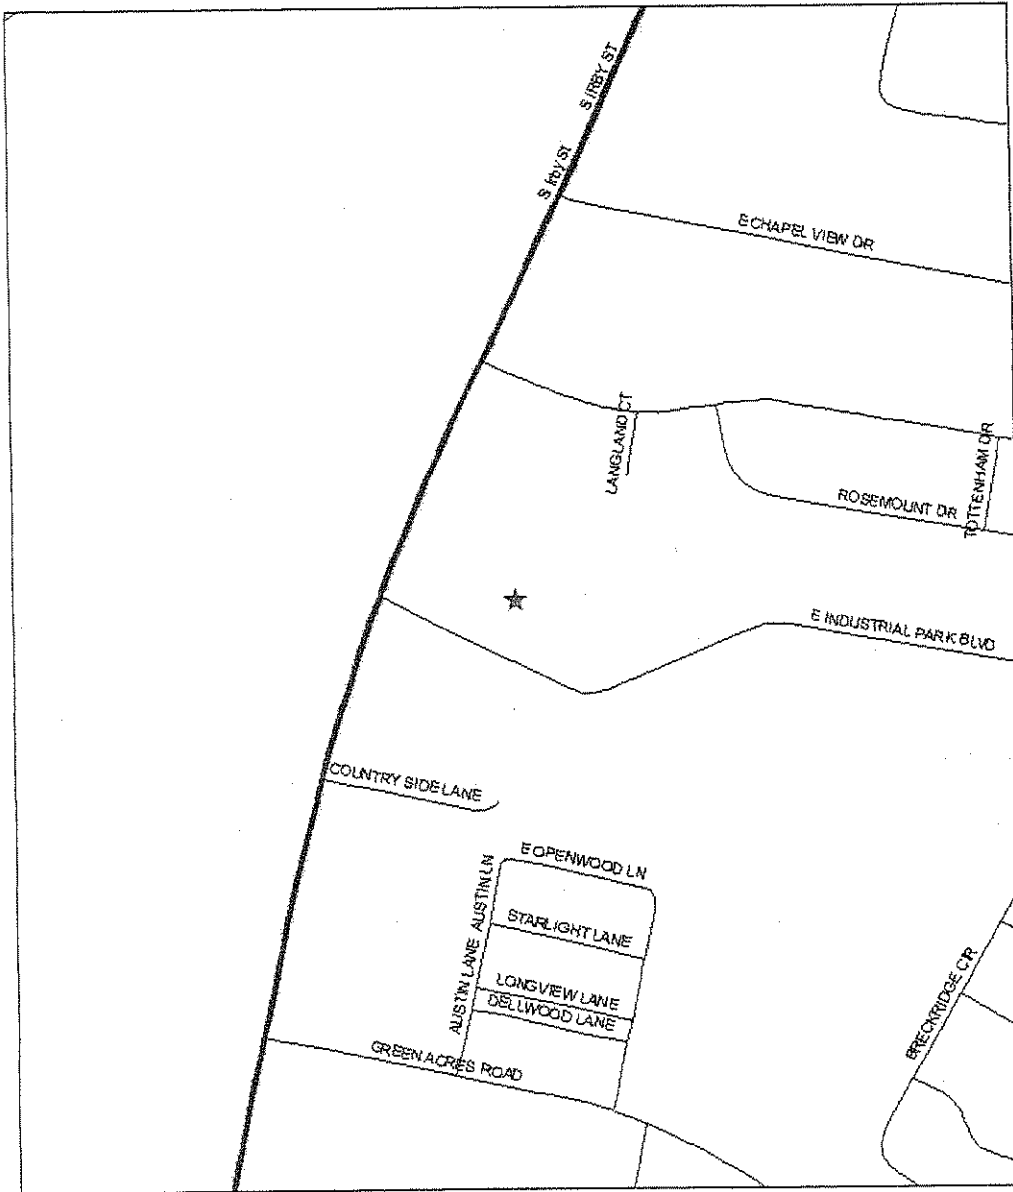 S IRBY ST
S Irby ST
E CHAPEL VIEW DR
LANGLAND CT
TOTTENHAM DR
ROSEMOUNT DR
E INDUSTRIAL PARK BLVD
COUNTRY SIDE LANE
E OPENWOOD LN
AUSTIN LN
STARLIGHT LANE
AUSTIN LANE
LONGVIEW LANE
DELLWOOD LANE
BRECKRIDGE CIR
GREEN ACRES ROAD